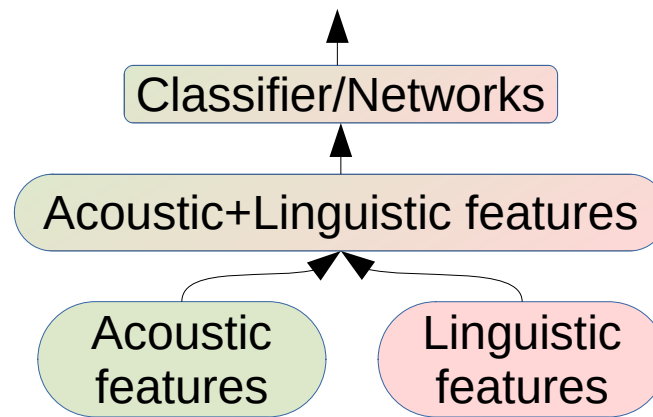 Classifier/Networks
Acoustic+Linguistic features
Acoustic
features
Linguistic
features